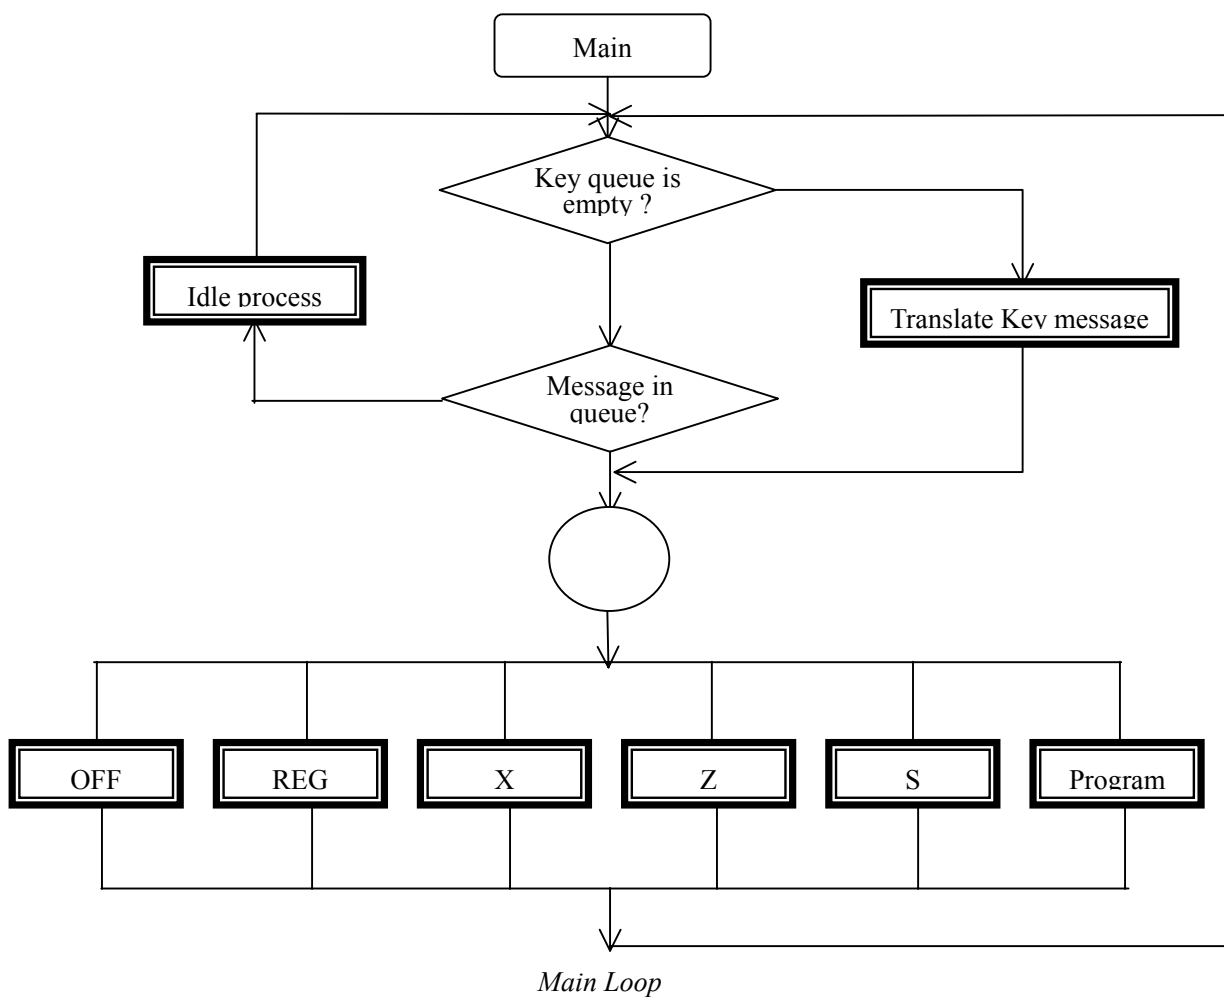 Main
Key queue is
empty ?
Idle process
Translate Key message
Message in
queue?
OFF
REG
X
Z
S
Program
Main Loop